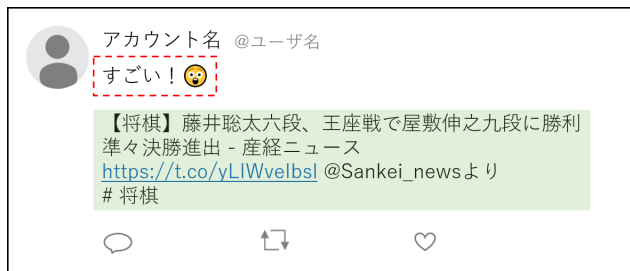 アカウント名 @ユーザ名
すごい！😲
【将棋】藤井聡太六段、王座戦で屋敷伸之九段に勝利
準々決勝進出 - 産経ニュース
https://t.co/yLIWveIbsI @Sankei_newsより
# 将棋